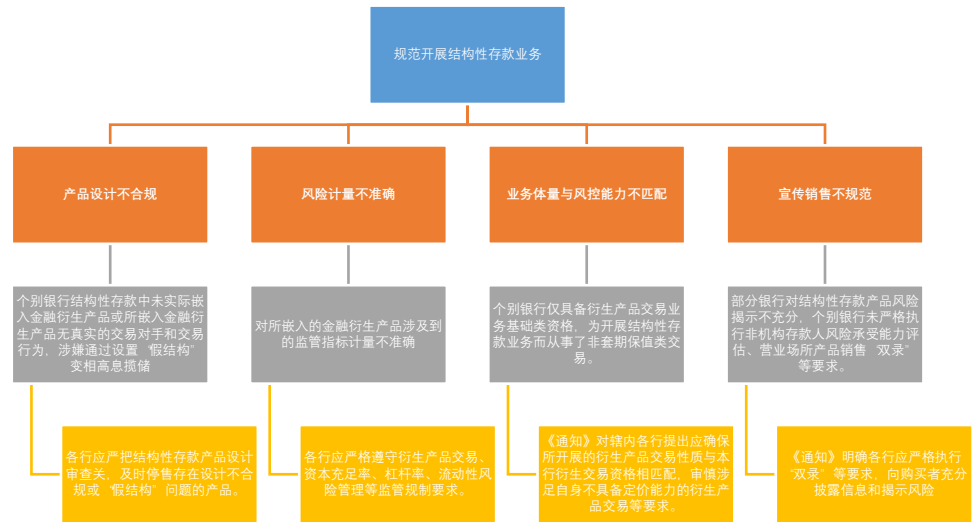 规范开展结构性存款业务
产品设计不合规
风险计量不准确
业务体量与风控能力不匹配
宣传销售不规范
个别银行结构性存款中未实际嵌
入金融衍生产品或所嵌入金融衍
生产品无真实的交易对手和交易
行为，涉嫌通过设置“假结构”
变相高息揽储
对所嵌入的金融衍生产品涉及到
的监管指标计量不准确
个别银行仅具备衍生产品交易业
务基础类资格，为开展结构性存
款业务而从事了非套期保值类交
易。
部分银行对结构性存款产品风险
揭示不充分，个别银行未严格执
行非机构存款人风险承受能力评
估、营业场所产品销售“双录”
等要求。
各行应严把结构性存款产品设计
审查关，及时停售存在设计不合
规或“假结构”问题的产品。
各行应严格遵守衍生产品交易、
资本充足率、杠杆率、流动性风
险管理等监管规制要求。
《通知》对辖内各行提出应确保
所开展的衍生产品交易性质与本
行衍生交易资格相匹配，审慎涉
足自身不具备定价能力的衍生产
品交易等要求。
《通知》明确各行应严格执行
“双录”等要求，向购买者充分
披露信息和揭示风险